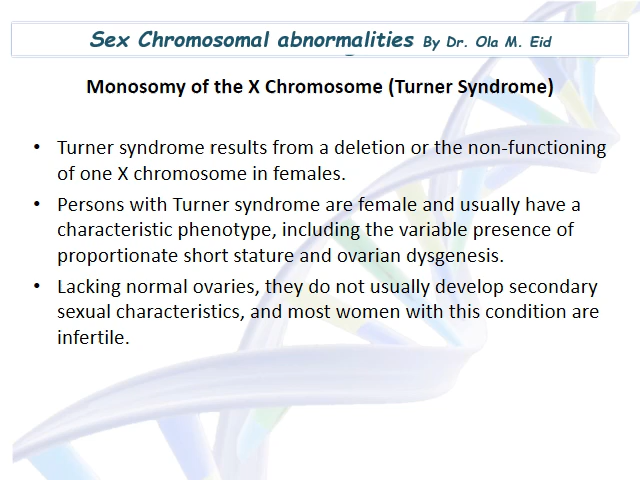 Sex Chromosomal abnormalities By Dr. Ola M. Eid
Monosomy of the X Chromosome (Turner Syndrome)
• Turner syndrome results from a deletion or the non-functioning
of one X chromosome in females.
• Persons with Turner syndrome are female and usually have a
characteristic phenotype, including the variable presence of
proportionate short stature and ovarian dysgenesis.
• Lacking normal ovaries, they do not usually develop secondary
sexual characteristics, and most women with this condition are
infertile.